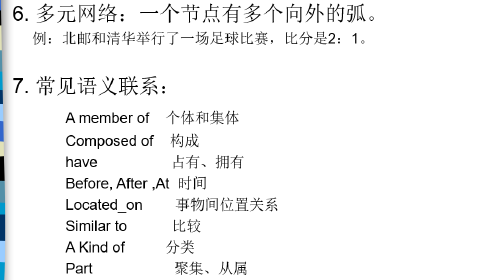 6. 多元网络：一个节点有多个向外的弧。
例：北邮和清华举行了一场足球比赛，比分是2：1。
7. 常见语义联系：
A member of 个体和集体
Composed of 构成
have 占有、拥有
Before, After ,At 时间
Located_on 事物间位置关系
Similar to 比较
A Kind of 分类
Part 聚集、从属